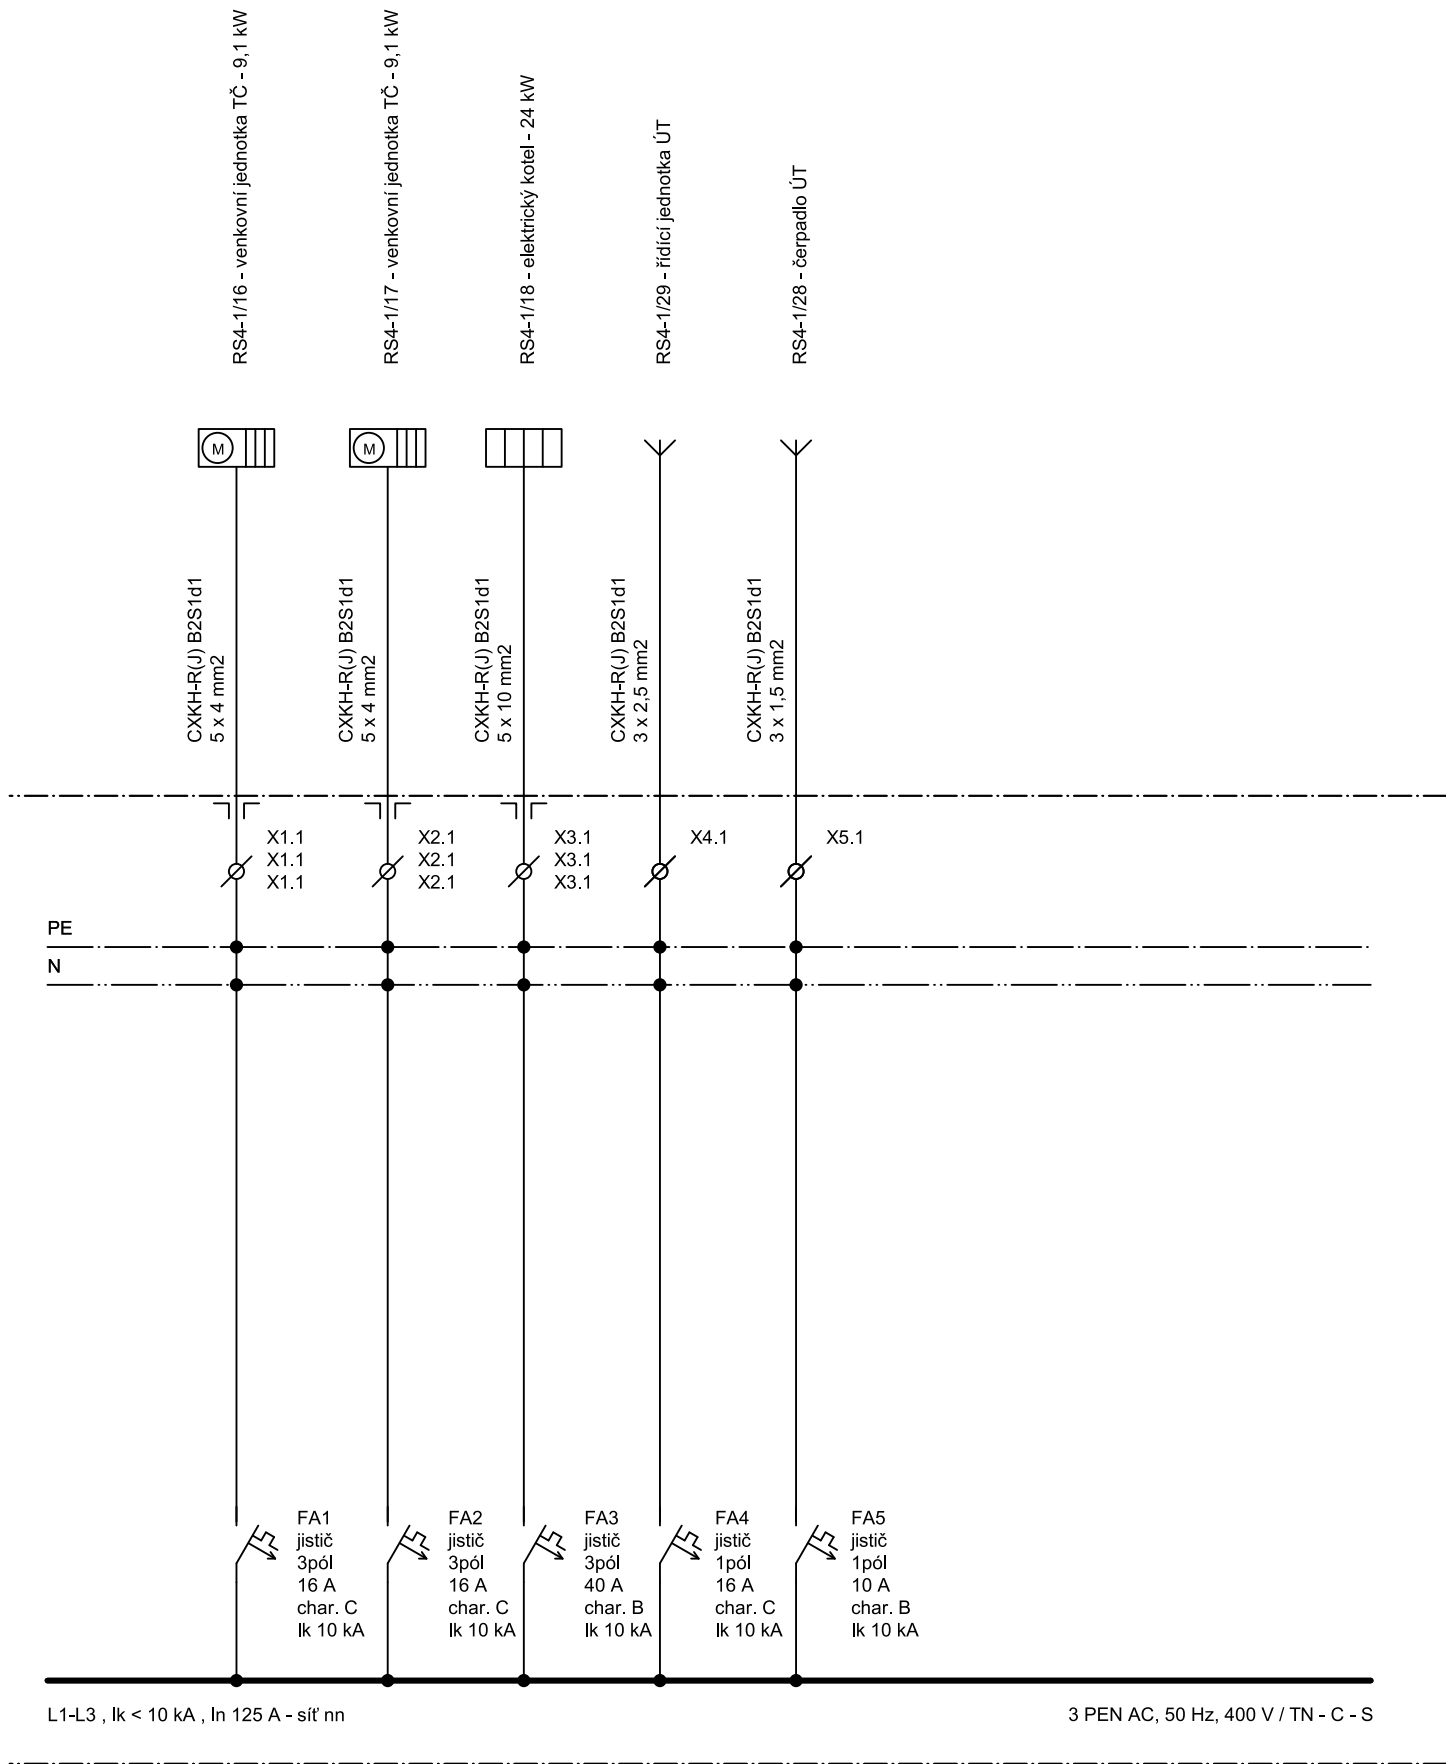 RS4-1/16 - venkovní jednotka TČ - 9,1 kW
RS4-1/17 - venkovní jednotka TČ - 9,1 kW
RS4-1/18 - elektrický kotel - 24 kW
RS4-1/29 - řídící jednotka ÚT
RS4-1/28 - čerpadlo ÚT
M
M
CXKH-R(J) B2S1d1
5 x 4 mm2
CXKH-R(J) B2S1d1
5 x 4 mm2
CXKH-R(J) B2S1d1
5 x 10 mm2
CXKH-R(J) B2S1d1
3 x 2,5 mm2
CXKH-R(J) B2S1d1
3 x 1,5 mm2
X1.1
X1.1
X1.1
X2.1
X2.1
X2.1
X3.1
X3.1
X3.1
X4.1
X5.1
PE
N
FA1
jistič
3pól
16 A
char. C
Ik 10 kA
FA2
jistič
3pól
16 A
char. C
Ik 10 kA
FA3
jistič
3pól
40 A
char. B
Ik 10 kA
FA4
jistič
1pól
16 A
char. C
Ik 10 kA
FA5
jistič
1pól
10 A
char. B
Ik 10 kA
L1-L3 , Ik < 10 kA , In 125 A - síť nn
3 PEN AC, 50 Hz, 400 V / TN - C - S